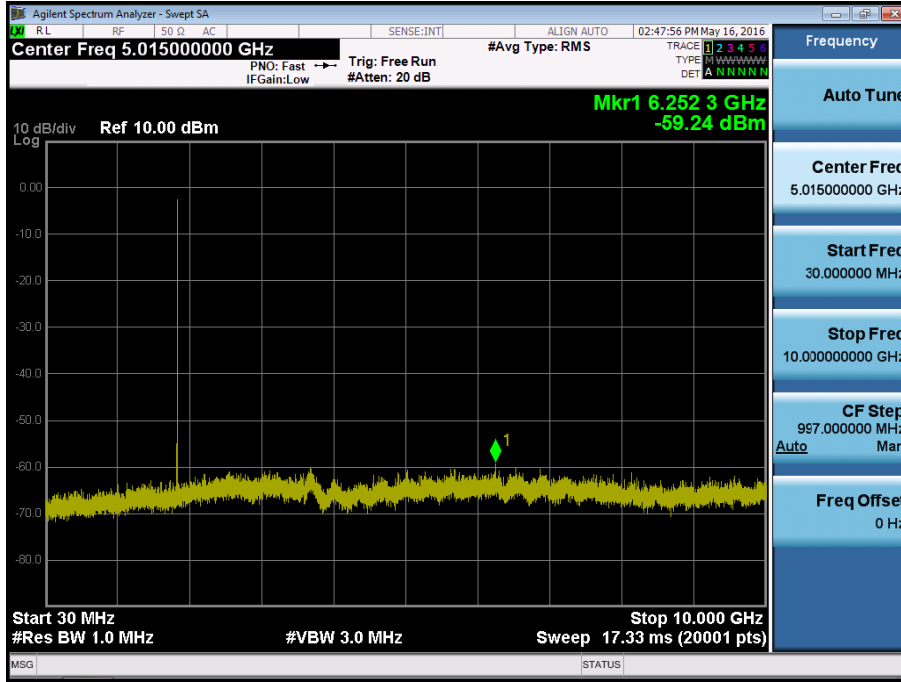 Agilent Spectrum Analyzer - Swept SA
LXI RL RF 50 Ω AC SENSE:INT ALIGN AUTO 02:47:56 PM May 16, 2016
Center Freq 5.015000000 GHz #Avg Type: RMS TRACE 1 2 3 4 5 6
PNO: Fast Trig: Free Run TYPE M WWWWW
IFGain:Low #Atten: 20 dB DET A N N N N N
Mkr1 6.252 3 GHz
10 dB/div Ref 10.00 dBm -59.24 dBm
Log
0.00
-10.0
-20.0
-30.0
-40.0
-50.0
1
-60.0
-70.0
-80.0
Start 30 MHz Stop 10.000 GHz
#Res BW 1.0 MHz #VBW 3.0 MHz Sweep 17.33 ms (20001 pts)
MSG STATUS
Frequency
Auto Tune
Center Freq
5.015000000 GHz
Start Freq
30.000000 MHz
Stop Freq
10.000000000 GHz
CF Step
997.000000 MHz
Auto Man
Freq Offset
0 Hz